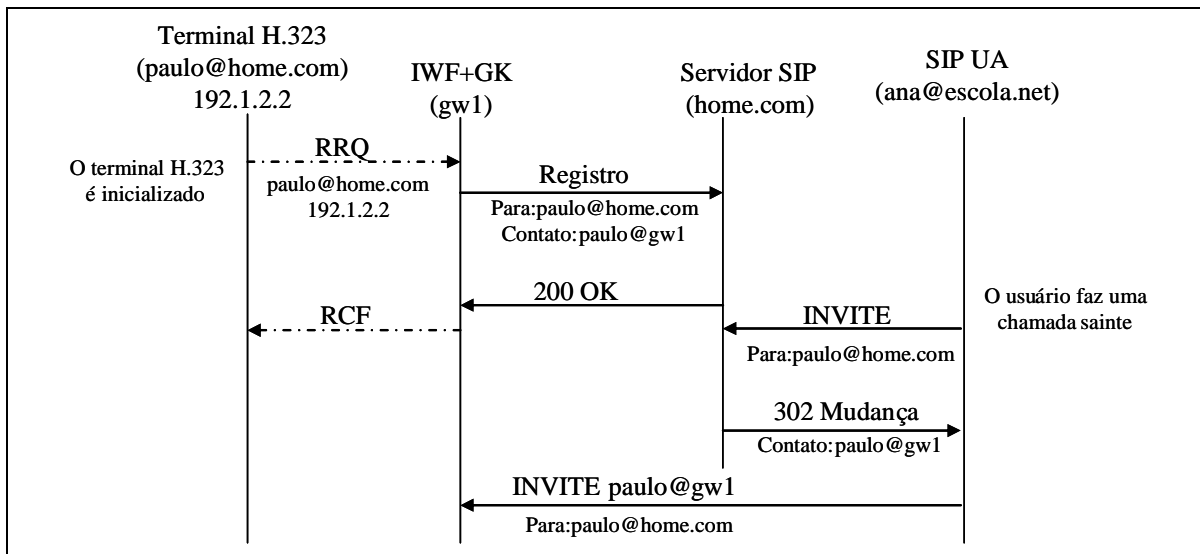 Terminal H.323
(paulo@home.com)
192.1.2.2
IWF+GK
(gw1)
Servidor SIP
(home.com)
SIP UA
(ana@escola.net)
O terminal H.323
é inicializado
RRQ
paulo@home.com
192.1.2.2
Registro
Para:paulo@home.com
Contato:paulo@gw1
200 OK
RCF
INVITE
Para:paulo@home.com
O usuário faz uma
chamada sainte
302 Mudança
Contato:paulo@gw1
INVITE paulo@gw1
Para:paulo@home.com